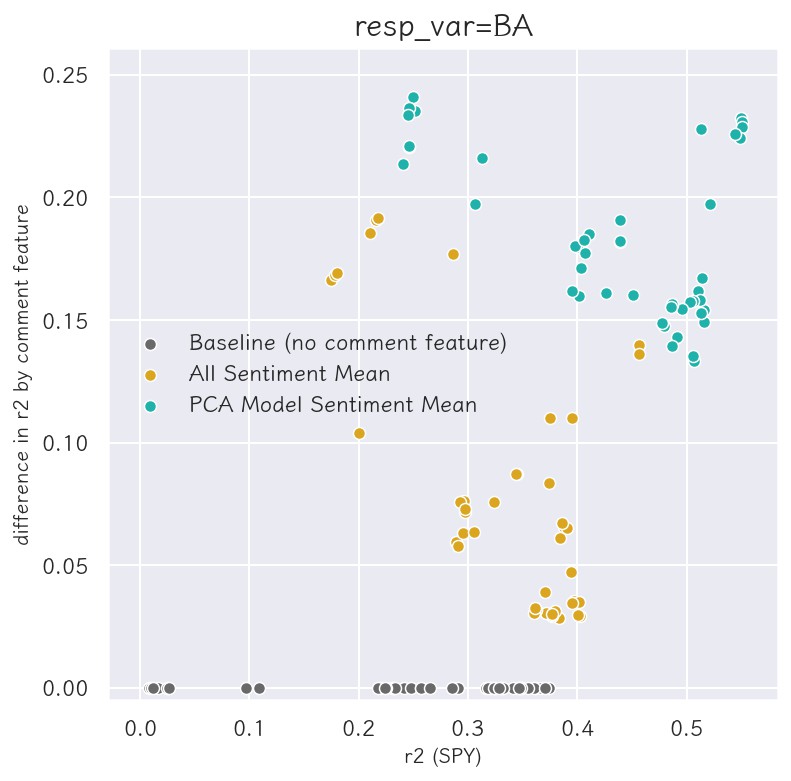 resp_var=BA
0.25
0.20
0.15
0.10
0.05
0.00
difference in r2 by comment feature
Baseline (no comment feature)
All Sentiment Mean
PCA Model Sentiment Mean
0.0 0.1 0.2 0.3 0.4 0.5
r2 (SPY)